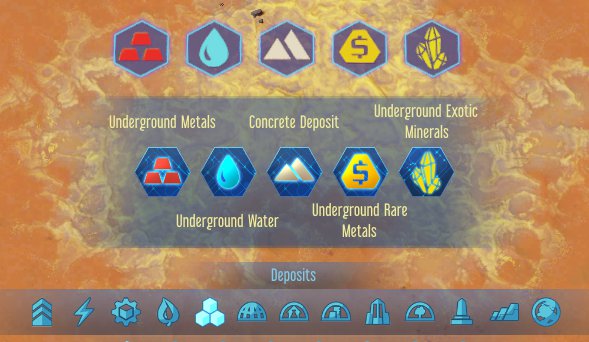 Underground Metals
Concrete Deposit
Underground Exotic
Minerals
Underground Water
Underground Rare
Metals
Deposits